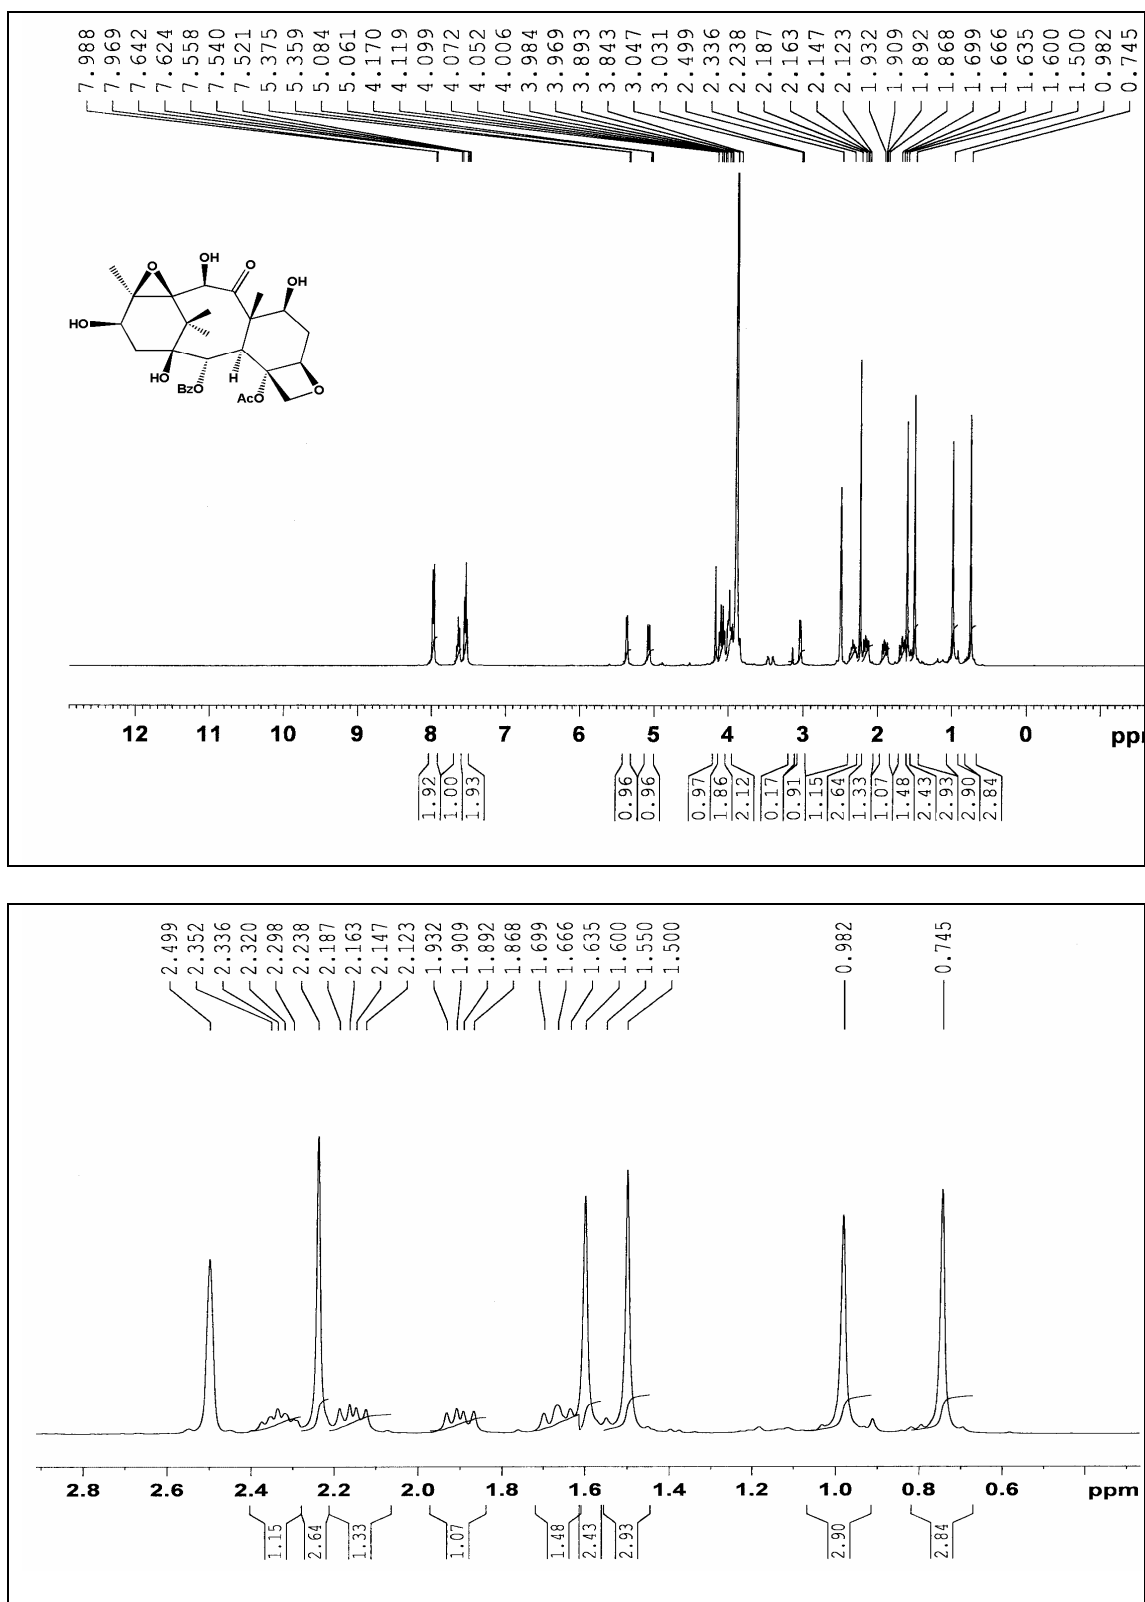 7.988 7.969 7.642 7.624 7.558 7.540 7.521 5.375 5.359 5.084 5.061 4.170 4.119 4.099 4.072 4.052 4.006 3.984 3.969 3.893 3.843 3.047 3.031 2.499 2.336 2.238 2.187 2.163 2.147 2.123 1.932 1.909 1.892 1.868 1.699 1.666 1.635 1.600 1.500 0.982 0.745
OH
O
O
OH
HO
HO
BzO
H
AcO
O
12 11 10 9 8 7 6 5 4 3 2 1 0 ppm
1.92 1.00 1.93 0.96 0.96 0.97 1.86 2.12 0.17 0.91 1.15 2.64 1.33 1.07 1.48 2.43 2.93 2.90 2.84
2.499 2.352 2.336 2.320 2.298 2.238 2.187 2.163 2.147 2.123 1.932 1.909 1.892 1.868 1.699 1.666 1.635 1.600 1.550 1.500 0.982 0.745
2.8 2.6 2.4 2.2 2.0 1.8 1.6 1.4 1.2 1.0 0.8 0.6 ppm
1.15 2.64 1.33 1.07 1.48 2.43 2.93 2.90 2.84